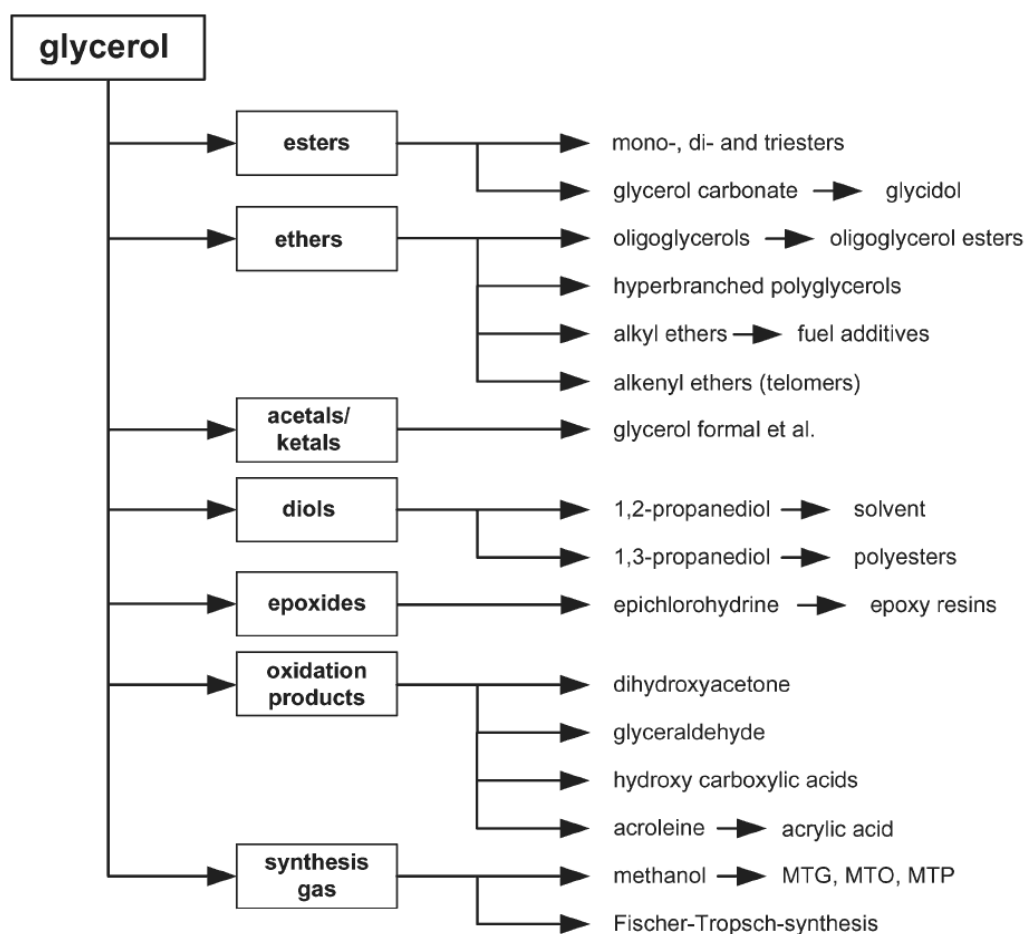 glycerol
esters
mono-, di- and triesters
glycerol carbonate
glycidol
ethers
oligoglycerols
oligoglycerol esters
hyperbranched polyglycerols
alkyl ethers
fuel additives
alkenyl ethers (telomers)
acetals/
ketals
glycerol formal et al.
diols
1,2-propanediol
solvent
1,3-propanediol
polyesters
epoxides
epichlorohydrine
epoxy resins
oxidation
products
dihydroxyacetone
glyceraldehyde
hydroxy carboxylic acids
acroleine
acrylic acid
synthesis
gas
methanol
MTG, MTO, MTP
Fischer-Tropsch-synthesis